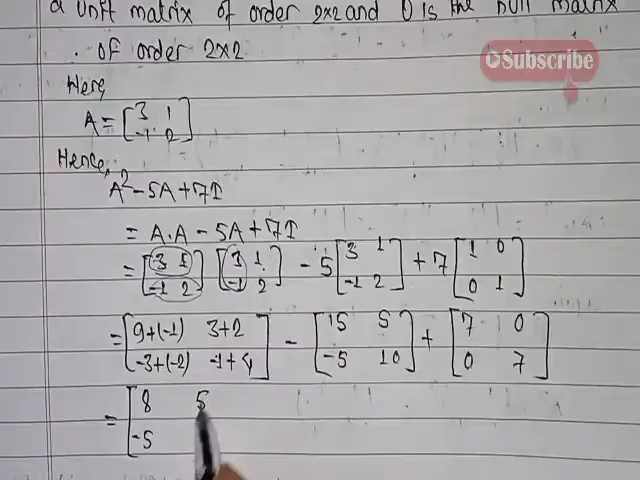 a Unit matrix of order 2x2 and 0 is the null matrix
of order 2x2
Subscribe
Here,
A = [3 1
-1 2]
Hence,
A² - 5A + 7I
= A.A - 5A + 7I
= [3 1 -1 2] [3 1 -1 2] - 5 [3 1 -1 2] + 7 [1 0 0 1]
= [9+(-1) 3+2 -3+(-2) -1+4] - [15 5 -5 10] + [7 0 0 7]
= [8 5
-5